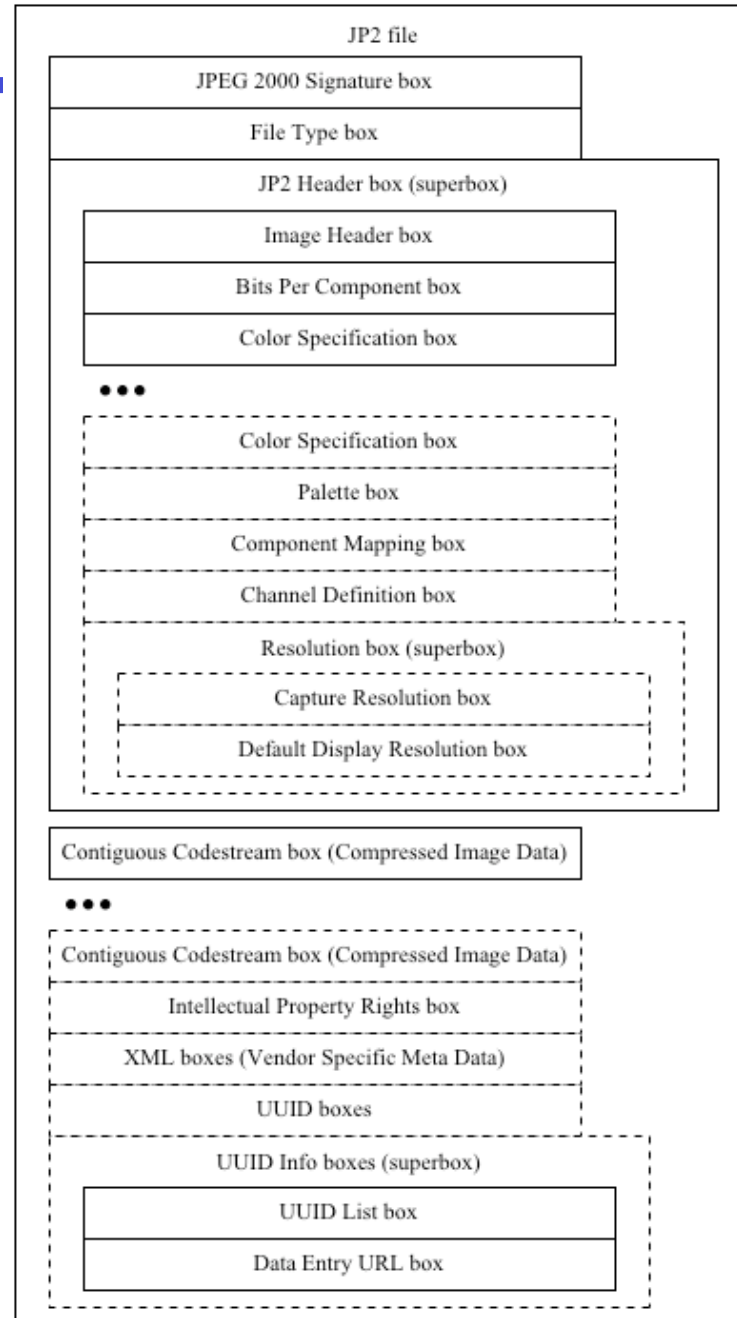 JP2 file
JPEG 2000 Signature box
File Type box
JP2 Header box (superbox)
Image Header box
Bits Per Component box
Color Specification box
•••
Color Specification box
Palette box
Component Mapping box
Channel Definition box
Resolution box (superbox)
Capture Resolution box
Default Display Resolution box
Contiguous Codestream box (Compressed Image Data)
•••
Contiguous Codestream box (Compressed Image Data)
Intellectual Property Rights box
XML boxes (Vendor Specific Meta Data)
UUID boxes
UUID Info boxes (superbox)
UUID List box
Data Entry URL box